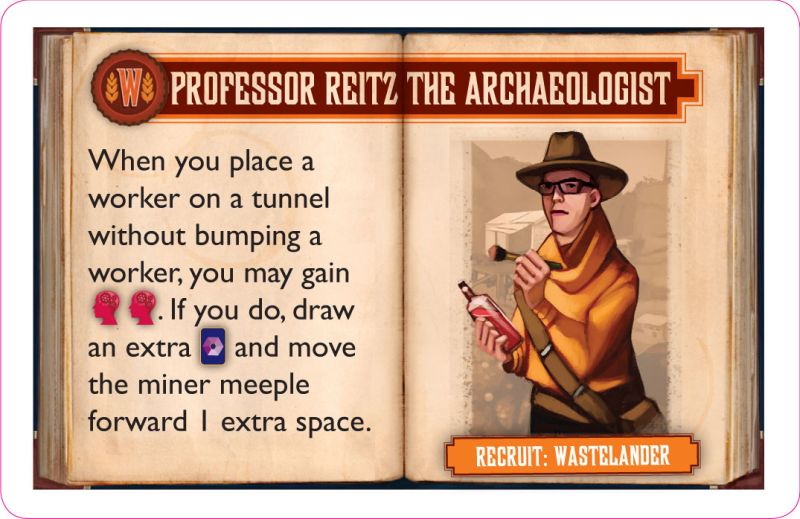 W PROFESSOR REITZ THE ARCHAEOLOGIST
When you place a
worker on a tunnel
without bumping a
worker, you may gain
. If you do, draw
an extra and move
the miner meeple
forward 1 extra space.
RECRUIT: WASTELANDER